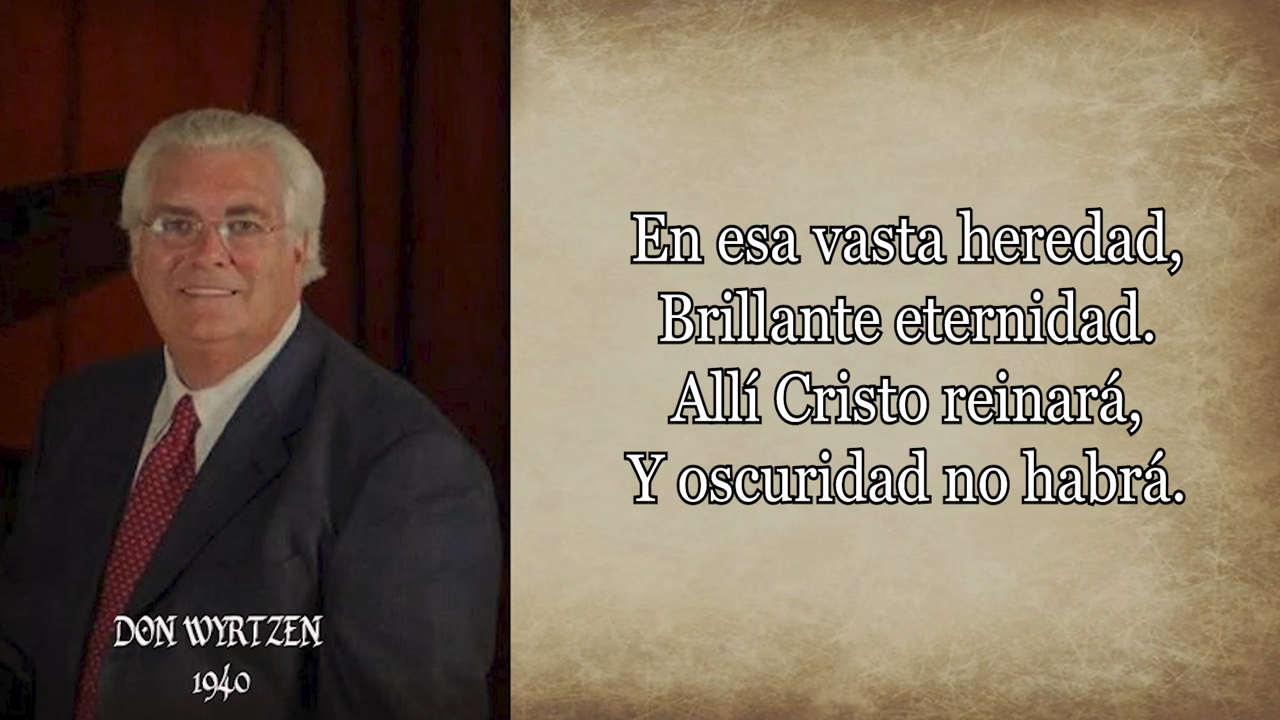 En esa vasta heredad,
Brillante eternidad.
Allí Cristo reinará,
Y oscuridad no habrá.
DON WYRTZEN
1940